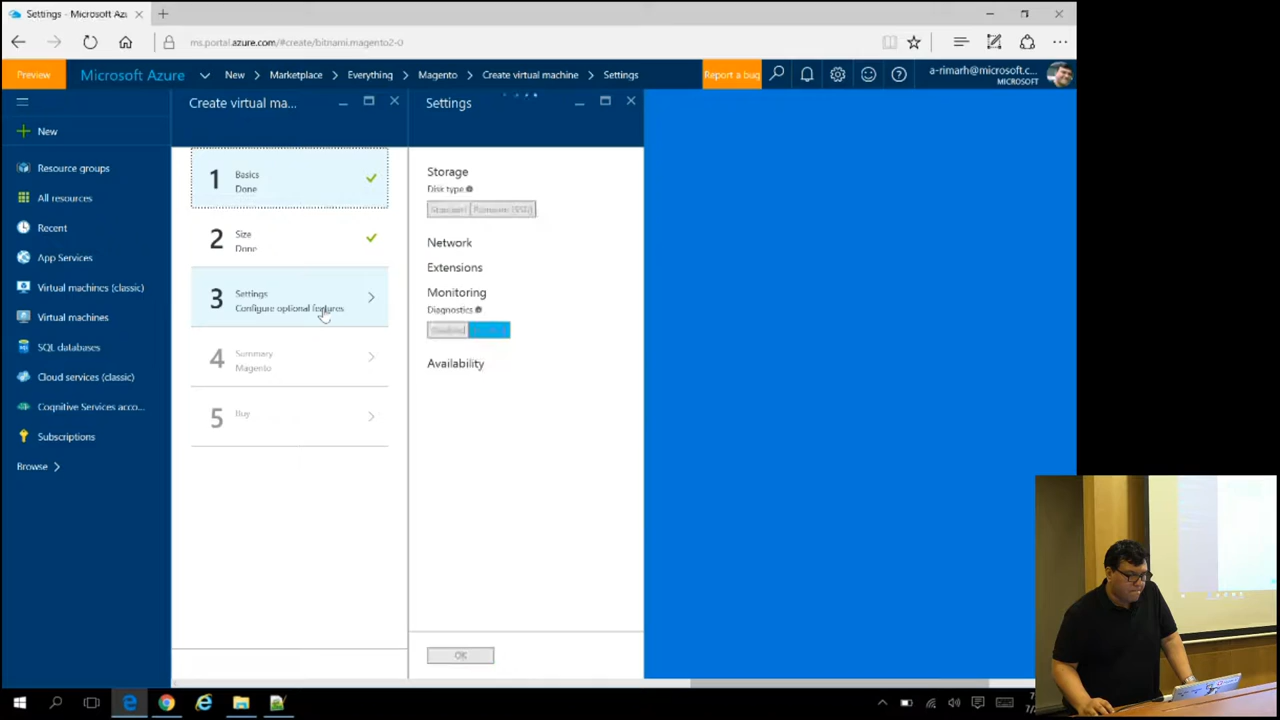 Settings - Microsoft Azu
ms.portal.azure.com/#create/bitnami.magento2-0
Preview
Microsoft Azure
New > Marketplace > Everything > Magento > Create virtual machine > Settings
Report a bug
a-rimarh@microsoft.c...
MICROSOFT
New
Resource groups
All resources
Recent
App Services
Virtual machines (classic)
Virtual machines
SQL databases
Cloud services (classic)
Cognitive Services acco...
Subscriptions
Browse >
Create virtual ma...
1
Basics
Done
2
Size
Done
3
Settings
Configure optional features
4
Summary
Magento
5
Buy
Settings
Storage
Disk type
Standard
Premium (SSD)
Network
Extensions
Monitoring
Diagnostics
Availability
OK